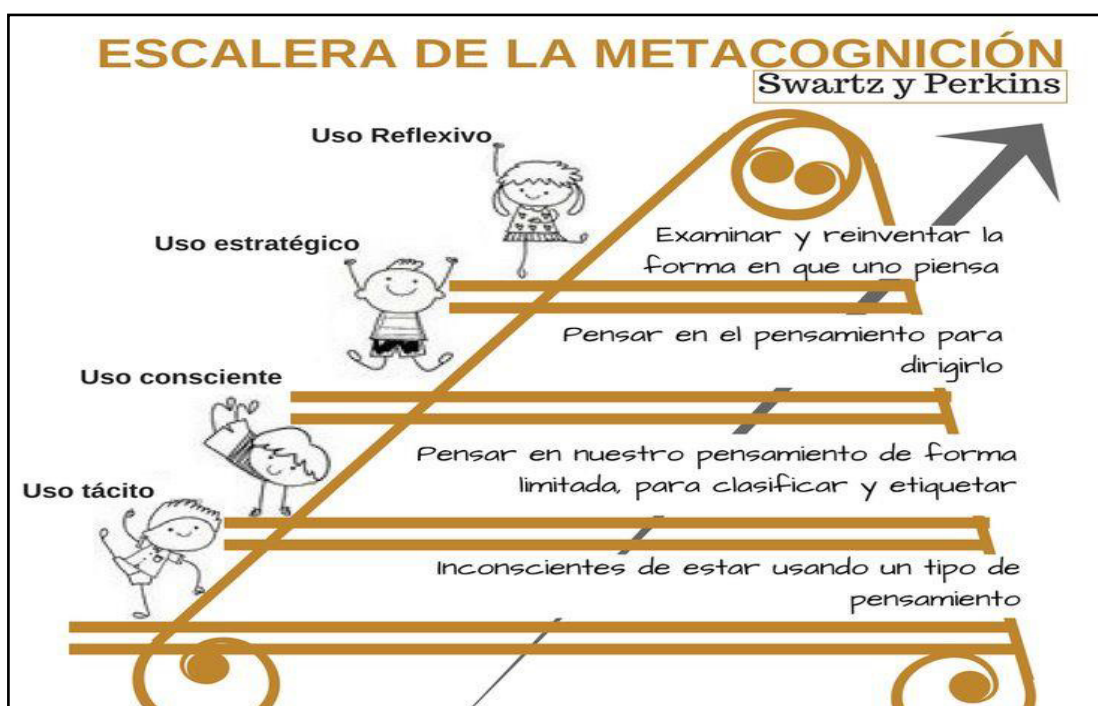 ESCALERA DE LA METACOGNICIÓN
Swartz y Perkins
Uso Reflexivo
Examinar y reinventar la
forma en que uno piensa
Uso estratégico
Pensar en el pensamiento para
dirigirlo
Uso consciente
Pensar en nuestro pensamiento de forma
limitada, para clasificar y etiquetar
Uso tácito
Inconscientes de estar usando un tipo de
pensamiento